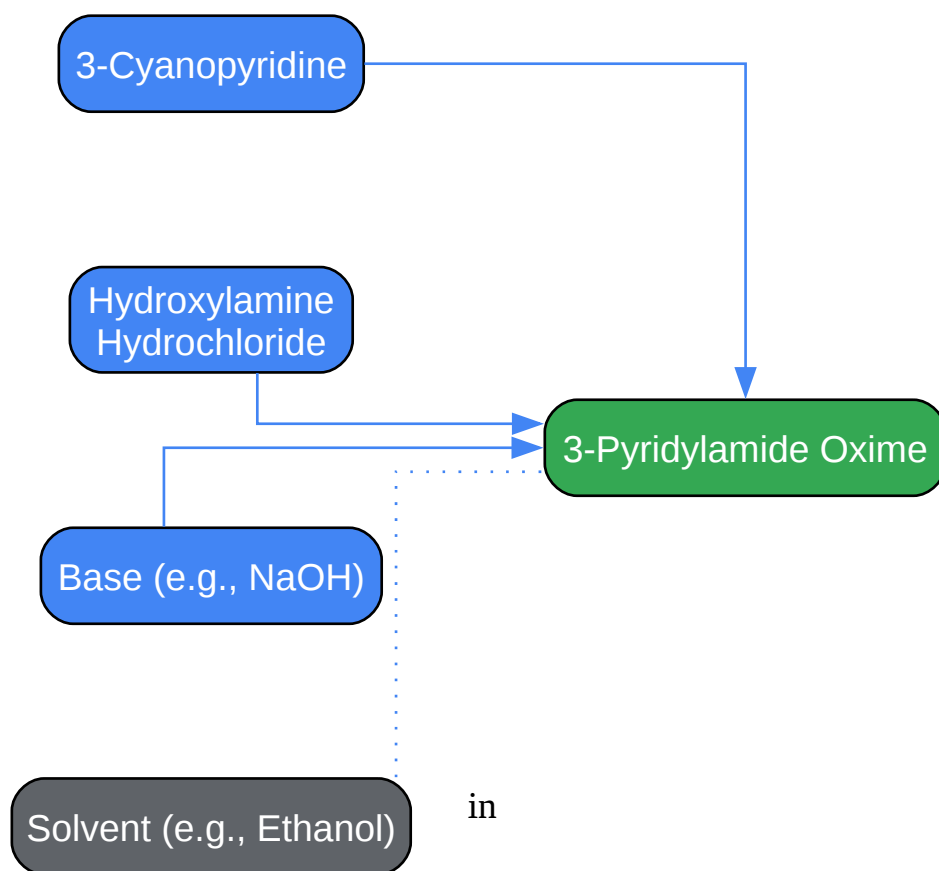 3-Cyanopyridine
Hydroxylamine
Hydrochloride
3-Pyridylamide Oxime
Base (e.g., NaOH)
in
Solvent (e.g., Ethanol)